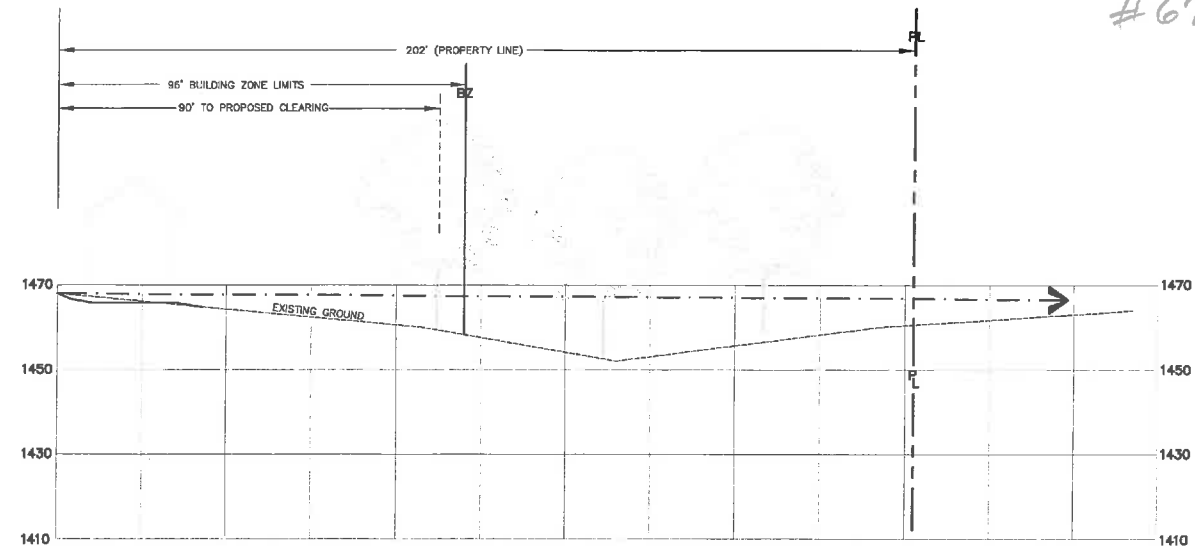 PL
202' (PROPERTY LINE)
96' BUILDING ZONE LIMITS
BZ
90' TO PROPOSED CLEARING
1470 1470
EXISTING GROUND
1450 PL 1450
1430 1430
1410 1410